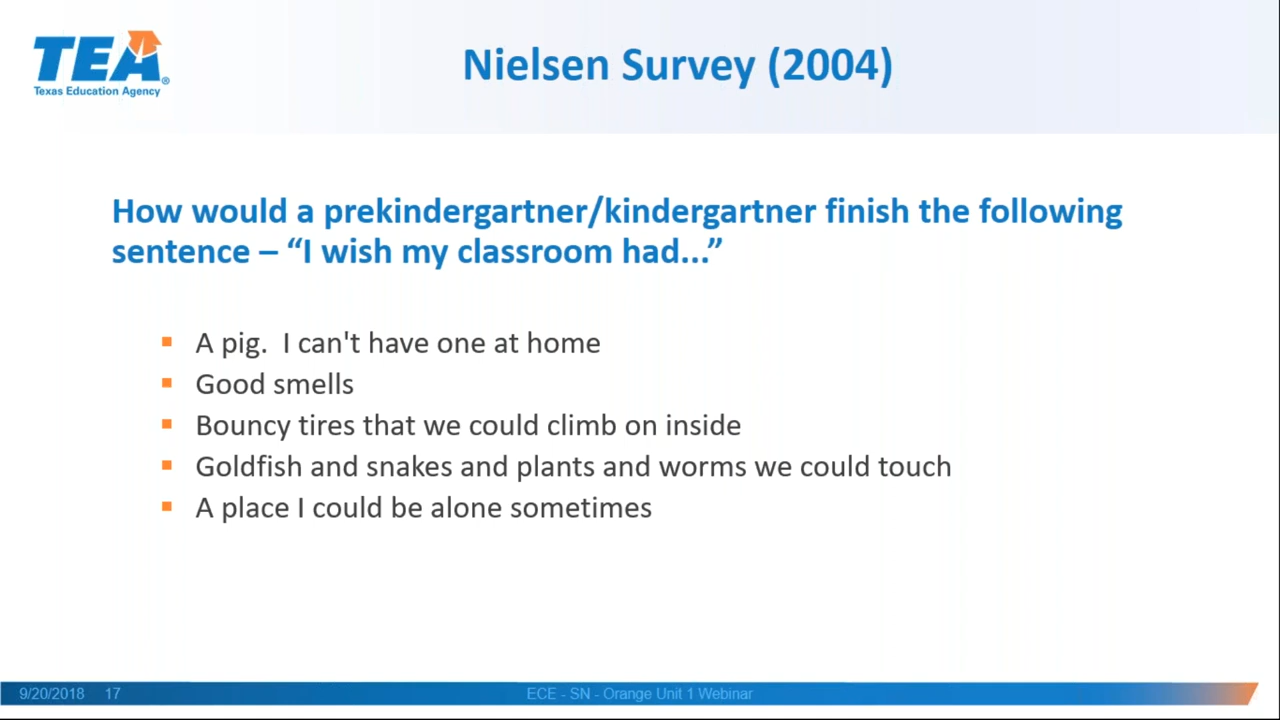 TEA®
Texas Education Agency
Nielsen Survey (2004)
How would a prekindergartner/kindergartner finish the following
sentence – “I wish my classroom had...”
▪ A pig.  I can't have one at home
▪ Good smells
▪ Bouncy tires that we could climb on inside
▪ Goldfish and snakes and plants and worms we could touch
▪ A place I could be alone sometimes
9/20/2018 17 ECE - SN - Orange Unit 1 Webinar